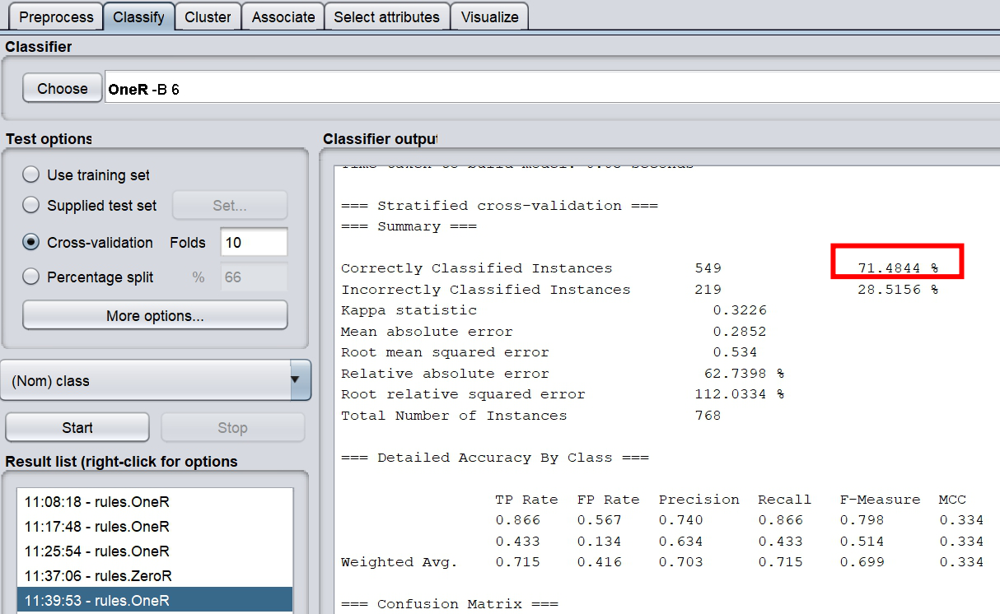 Preprocess Classify Cluster Associate Select attributes Visualize
Classifier
Choose OneR -B 6
Test options
Use training set
Supplied test set Set...
Cross-validation Folds 10
Percentage split % 66
More options...
(Nom) class
Start Stop
Result list (right-click for options
11:08:18 - rules.OneR
11:17:48 - rules.OneR
11:25:54 - rules.OneR
11:37:06 - rules.ZeroR
11:39:53 - rules.OneR
Classifier output
=== Stratified cross-validation ===
=== Summary ===
Correctly Classified Instances 549 71.4844 %
Incorrectly Classified Instances 219 28.5156 %
Kappa statistic 0.3226
Mean absolute error 0.2852
Root mean squared error 0.534
Relative absolute error 62.7398 %
Root relative squared error 112.0334 %
Total Number of Instances 768
=== Detailed Accuracy By Class ===
TP Rate FP Rate Precision Recall F-Measure MCC
0.866 0.567 0.740 0.866 0.798 0.334
0.433 0.134 0.634 0.433 0.514 0.334
Weighted Avg. 0.715 0.416 0.703 0.715 0.699 0.334
=== Confusion Matrix ===